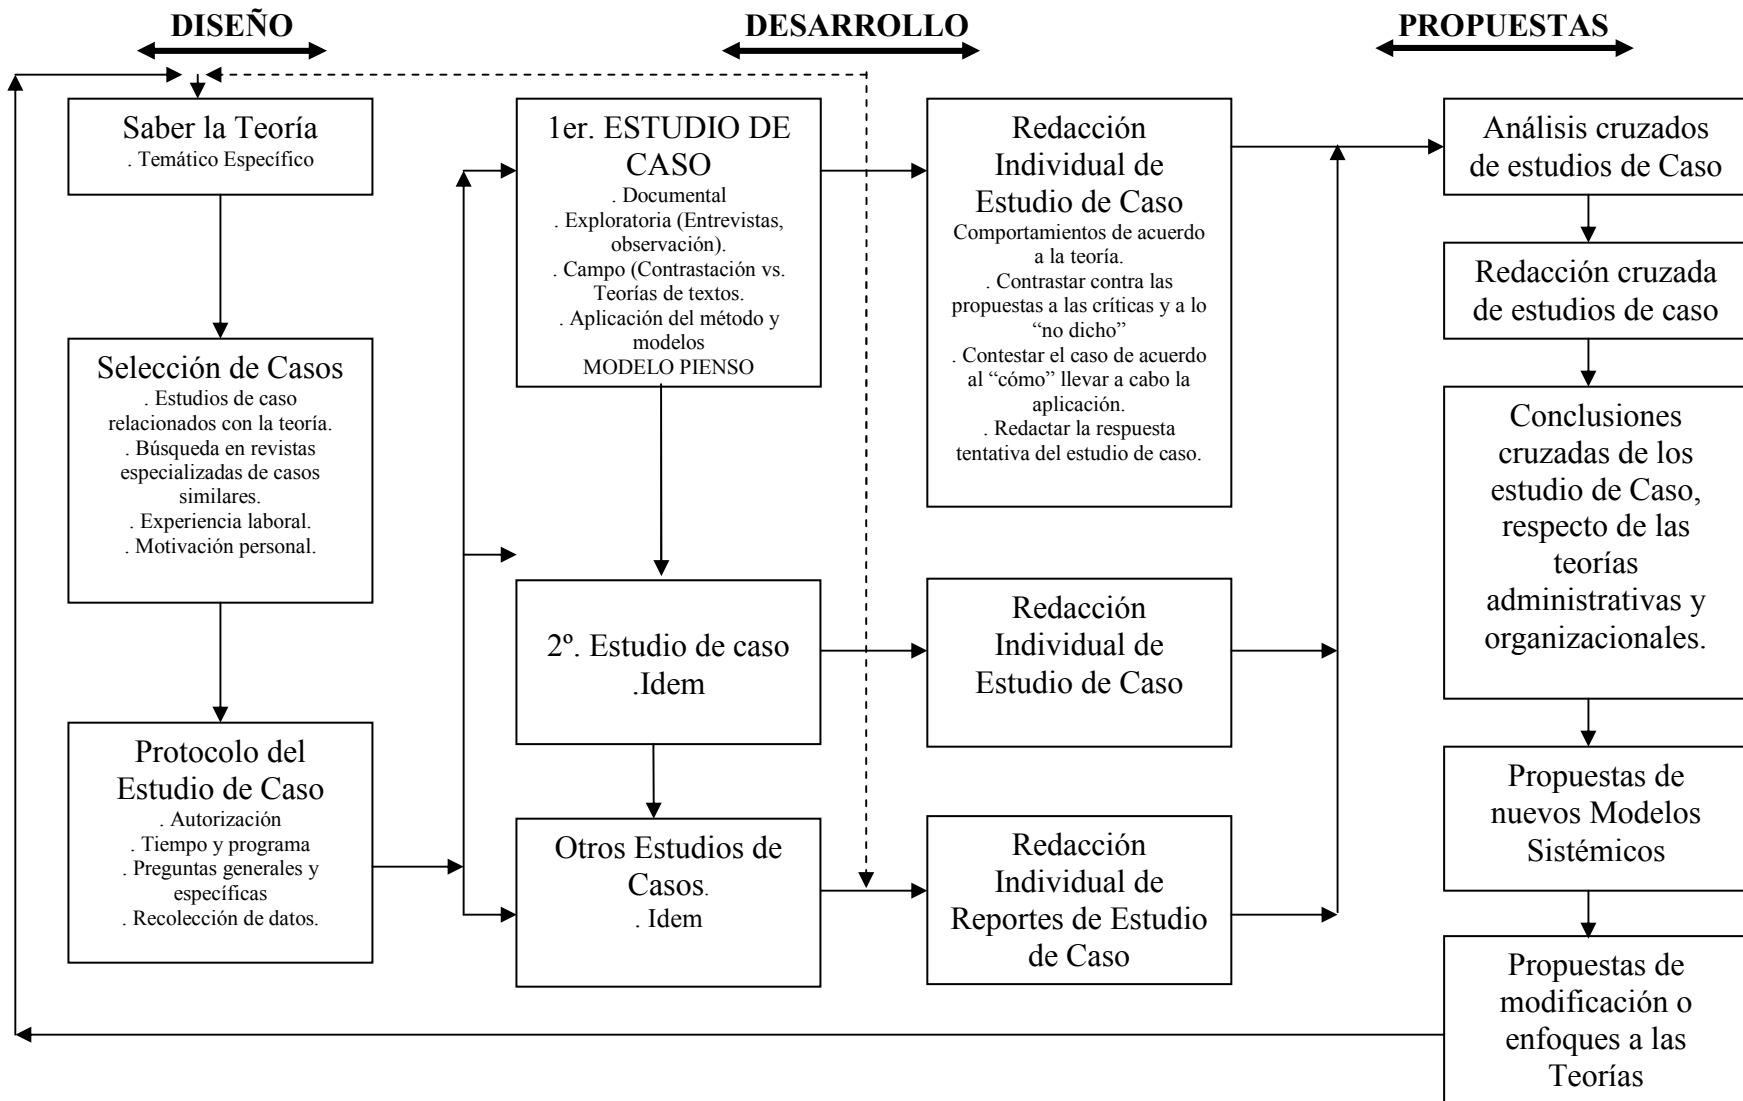 DISEÑO
DESARROLLO
PROPUESTAS
Saber la Teoría
. Temático Específico
Selección de Casos
. Estudios de caso
relacionados con la teoría.
. Búsqueda en revistas
especializadas de casos
similares.
. Experiencia laboral.
. Motivación personal.
Protocolo del
Estudio de Caso
. Autorización
. Tiempo y programa
. Preguntas generales y
específicas
. Recolección de datos.
1er. ESTUDIO DE
CASO
. Documental
. Exploratoria (Entrevistas,
observación).
. Campo (Contrastación vs.
Teorías de textos.
. Aplicación del método y
modelos
MODELO PIENSO
2º. Estudio de caso
.Idem
Otros Estudios de
Casos.
. Idem
Redacción
Individual de
Estudio de Caso
Comportamientos de acuerdo
a la teoría.
. Contrastar contra las
propuestas a las críticas y a lo
“no dicho”
. Contestar el caso de acuerdo
al “cómo” llevar a cabo la
aplicación.
. Redactar la respuesta
tentativa del estudio de caso.
Redacción
Individual de
Estudio de Caso
Redacción
Individual de
Reportes de Estudio
de Caso
Análisis cruzados
de estudios de Caso
Redacción cruzada
de estudios de caso
Conclusiones
cruzadas de los
estudio de Caso,
respecto de las
teorías
administrativas y
organizacionales.
Propuestas de
nuevos Modelos
Sistémicos
Propuestas de
modificación o
enfoques a las
Teorías